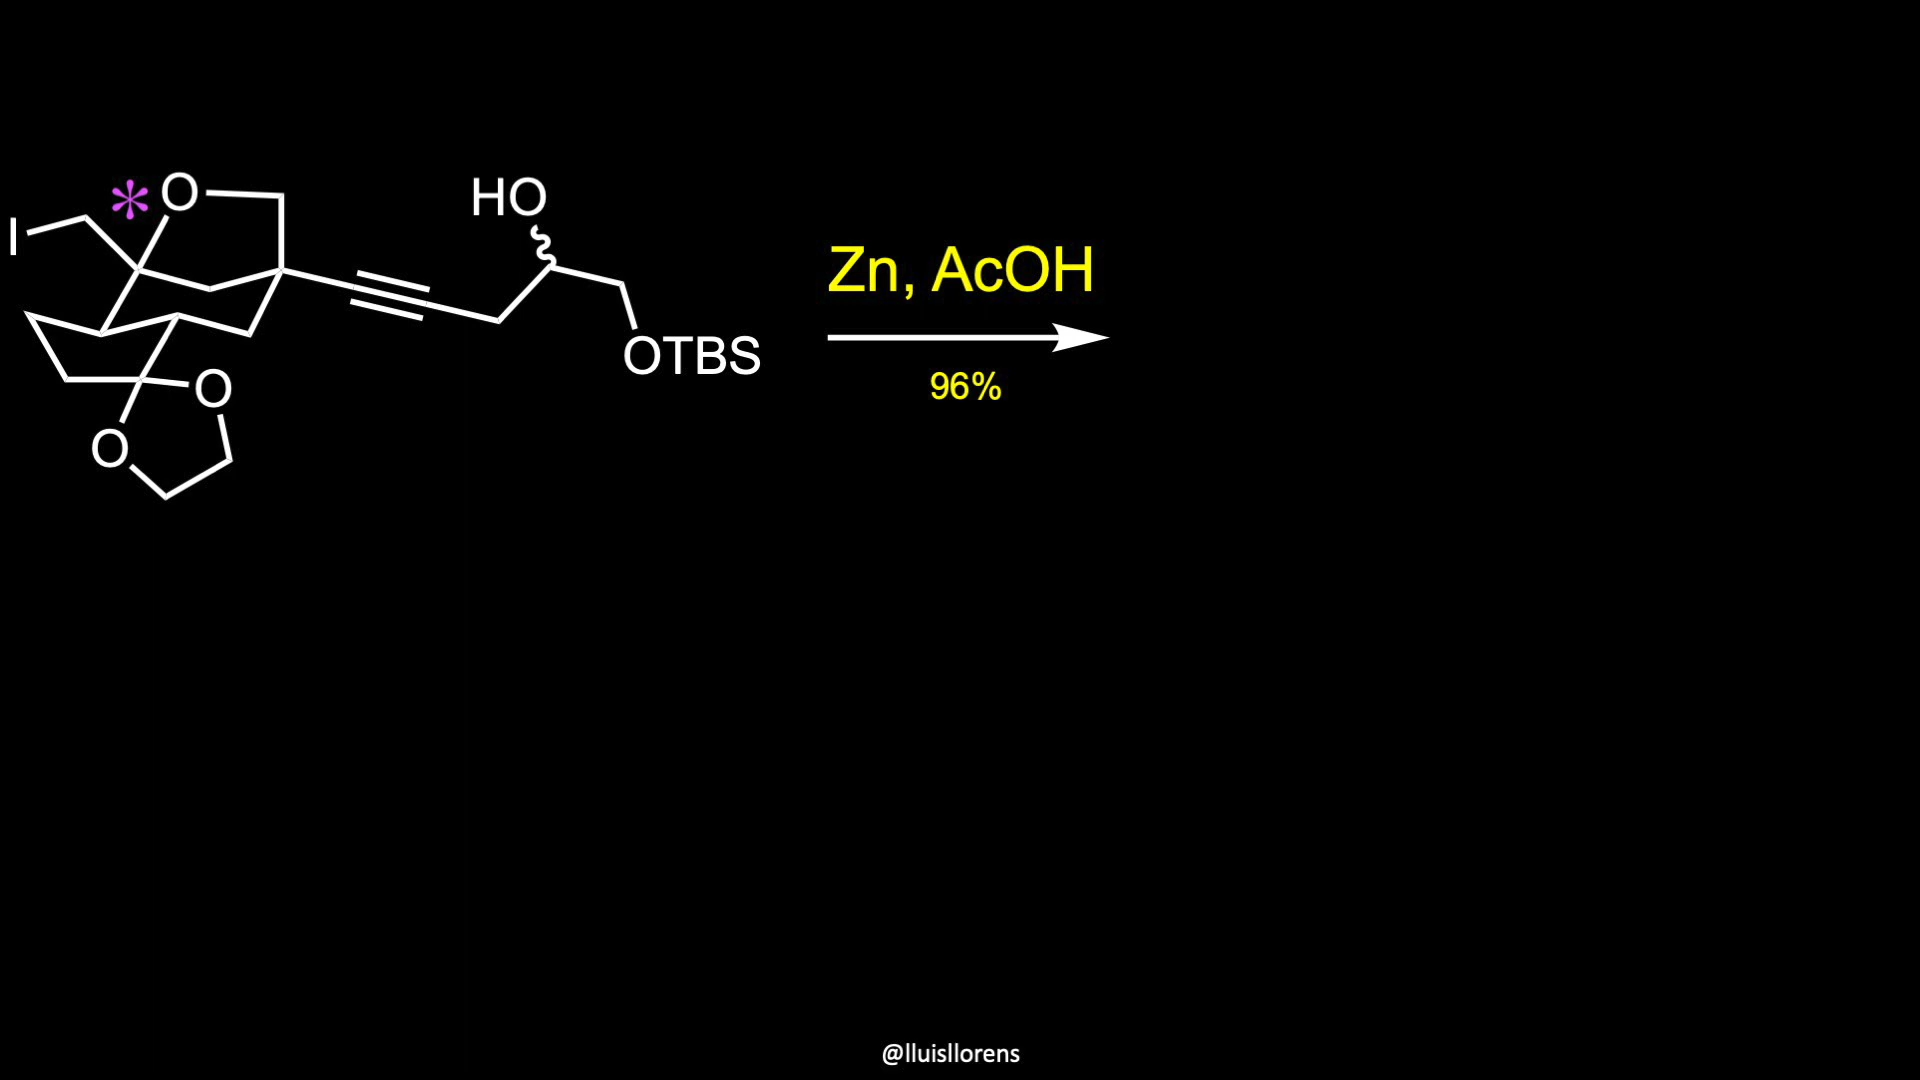 * O
I
HO
OTBS
O
O
Zn, AcOH
96%
@lluisllorens